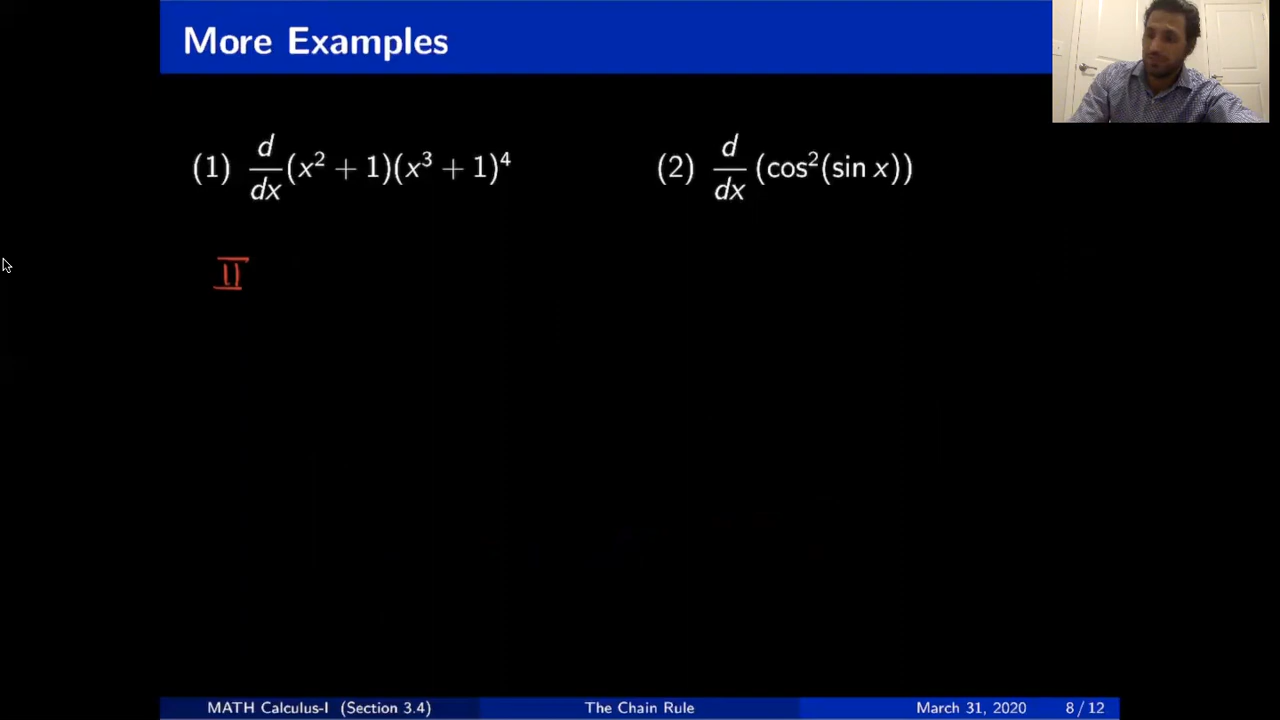 More Examples
(1) d/dx (x² + 1)(x³ + 1)⁴
(2) d/dx (cos²(sin x))
II
MATH Calculus-I (Section 3.4) The Chain Rule March 31, 2020 8 / 12